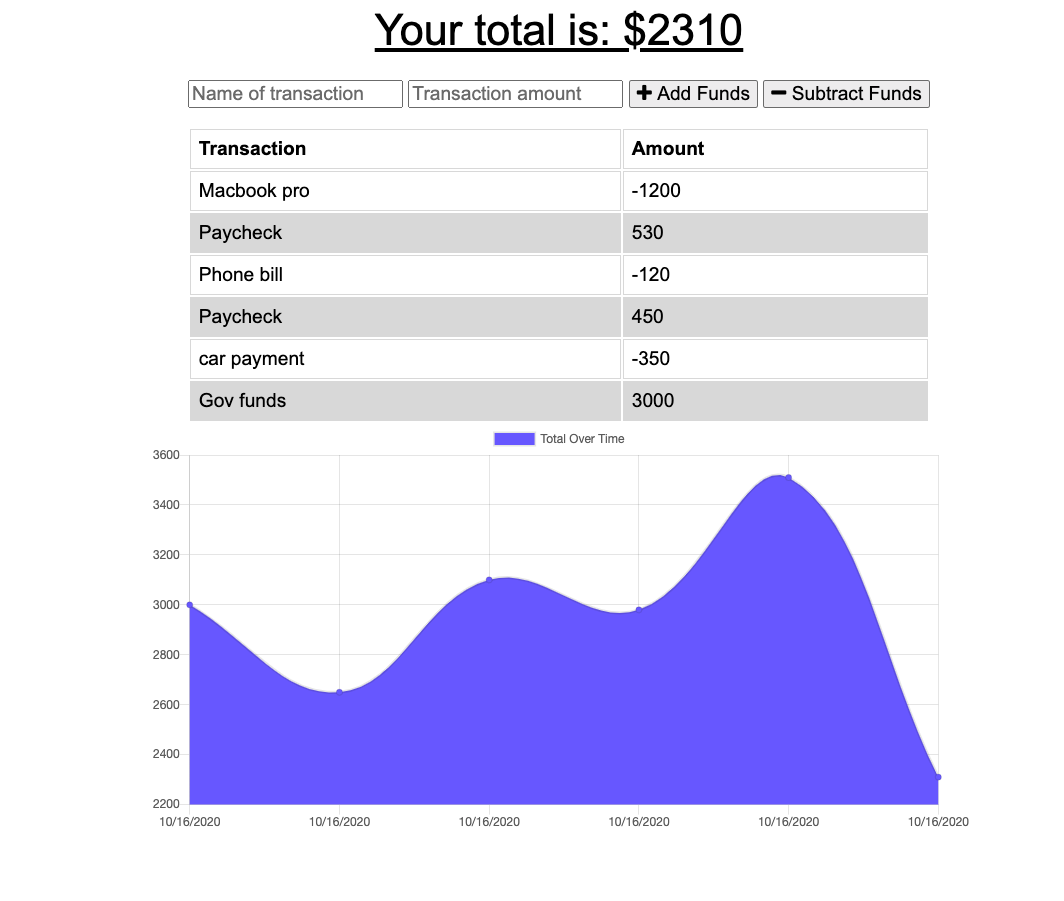 Your total is: $2310
Name of transaction Transaction amount + Add Funds − Subtract Funds
Transaction Amount
Macbook pro -1200
Paycheck 530
Phone bill -120
Paycheck 450
car payment -350
Gov funds 3000
Total Over Time
3600
3400
3200
3000
2800
2600
2400
2200
10/16/2020 10/16/2020 10/16/2020 10/16/2020 10/16/2020 10/16/2020